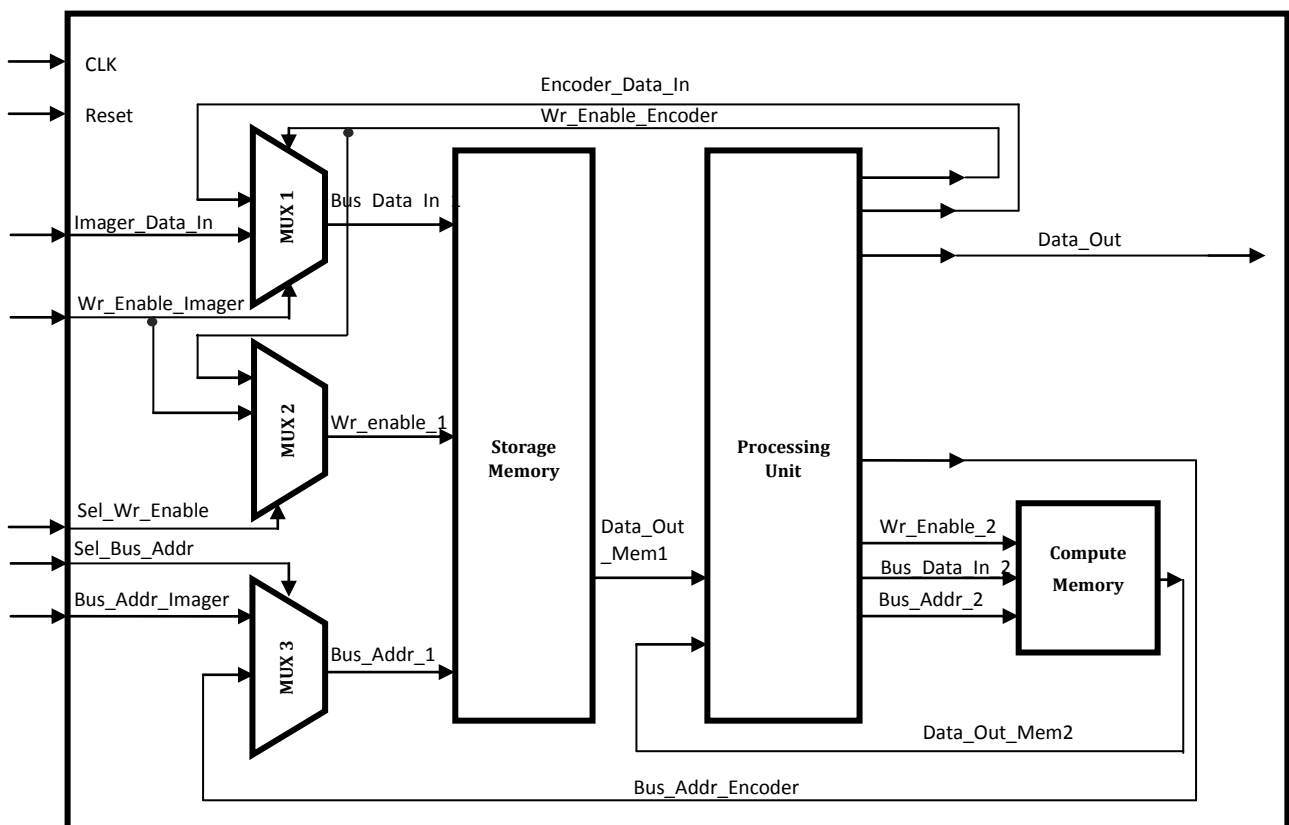 CLK
Encoder_Data_In
Reset
Wr_Enable_Encoder
MUX 1
Bus_Data_In_1
Imager_Data_In
Data_Out
Wr_Enable_Imager
MUX 2
Wr_enable_1
Storage
Memory
Processing
Unit
Sel_Wr_Enable
Sel_Bus_Addr
Data_Out
_Mem1
Wr_Enable_2
Bus_Data_In_2
Bus_Addr_2
Compute
Memory
Bus_Addr_Imager
MUX 3
Bus_Addr_1
Data_Out_Mem2
Bus_Addr_Encoder